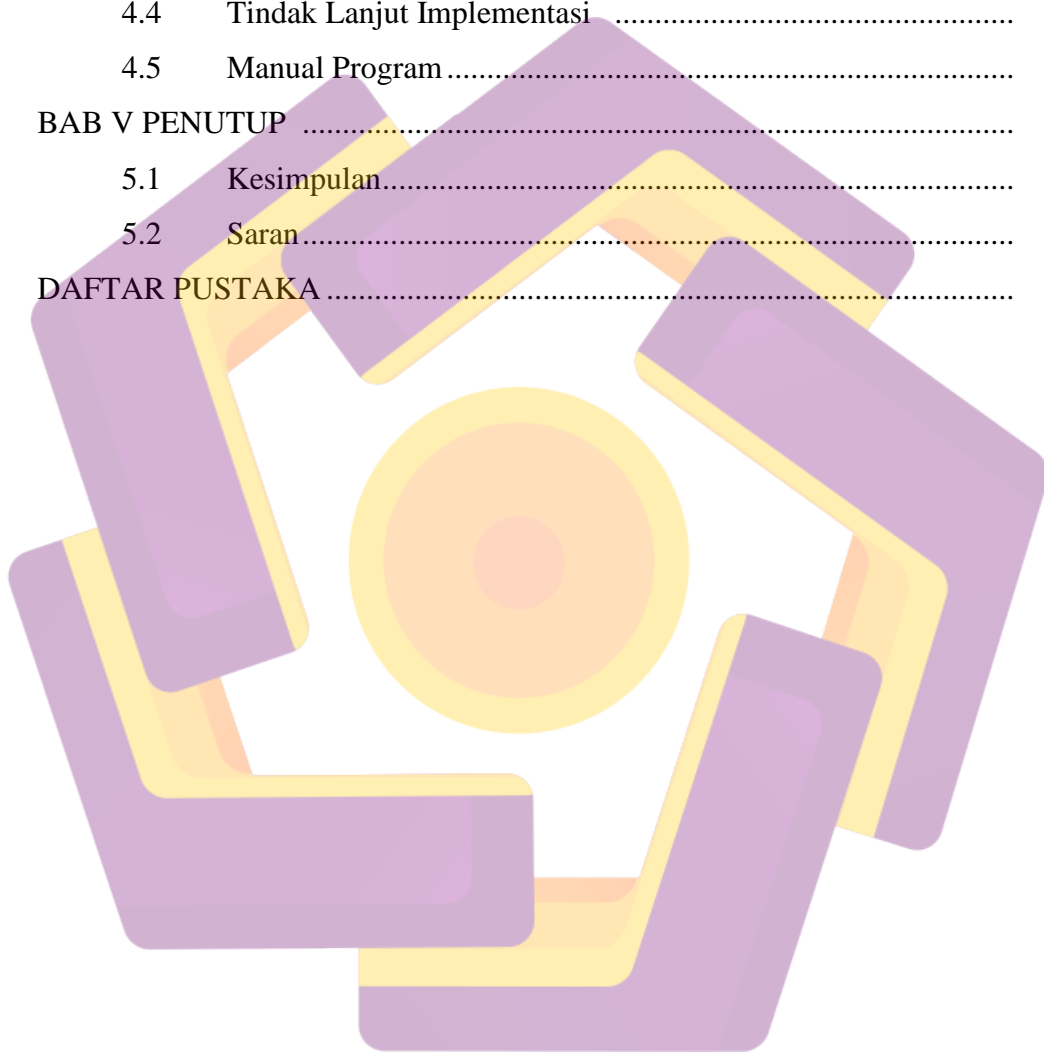 4.4 Tindak Lanjut Implementasi ....................................................
4.5 Manual Program .........................................................................
BAB V PENUTUP ...........................................................................................
5.1 Kesimpulan.................................................................................
5.2 Saran...........................................................................................
DAFTAR PUSTAKA ........................................................................................